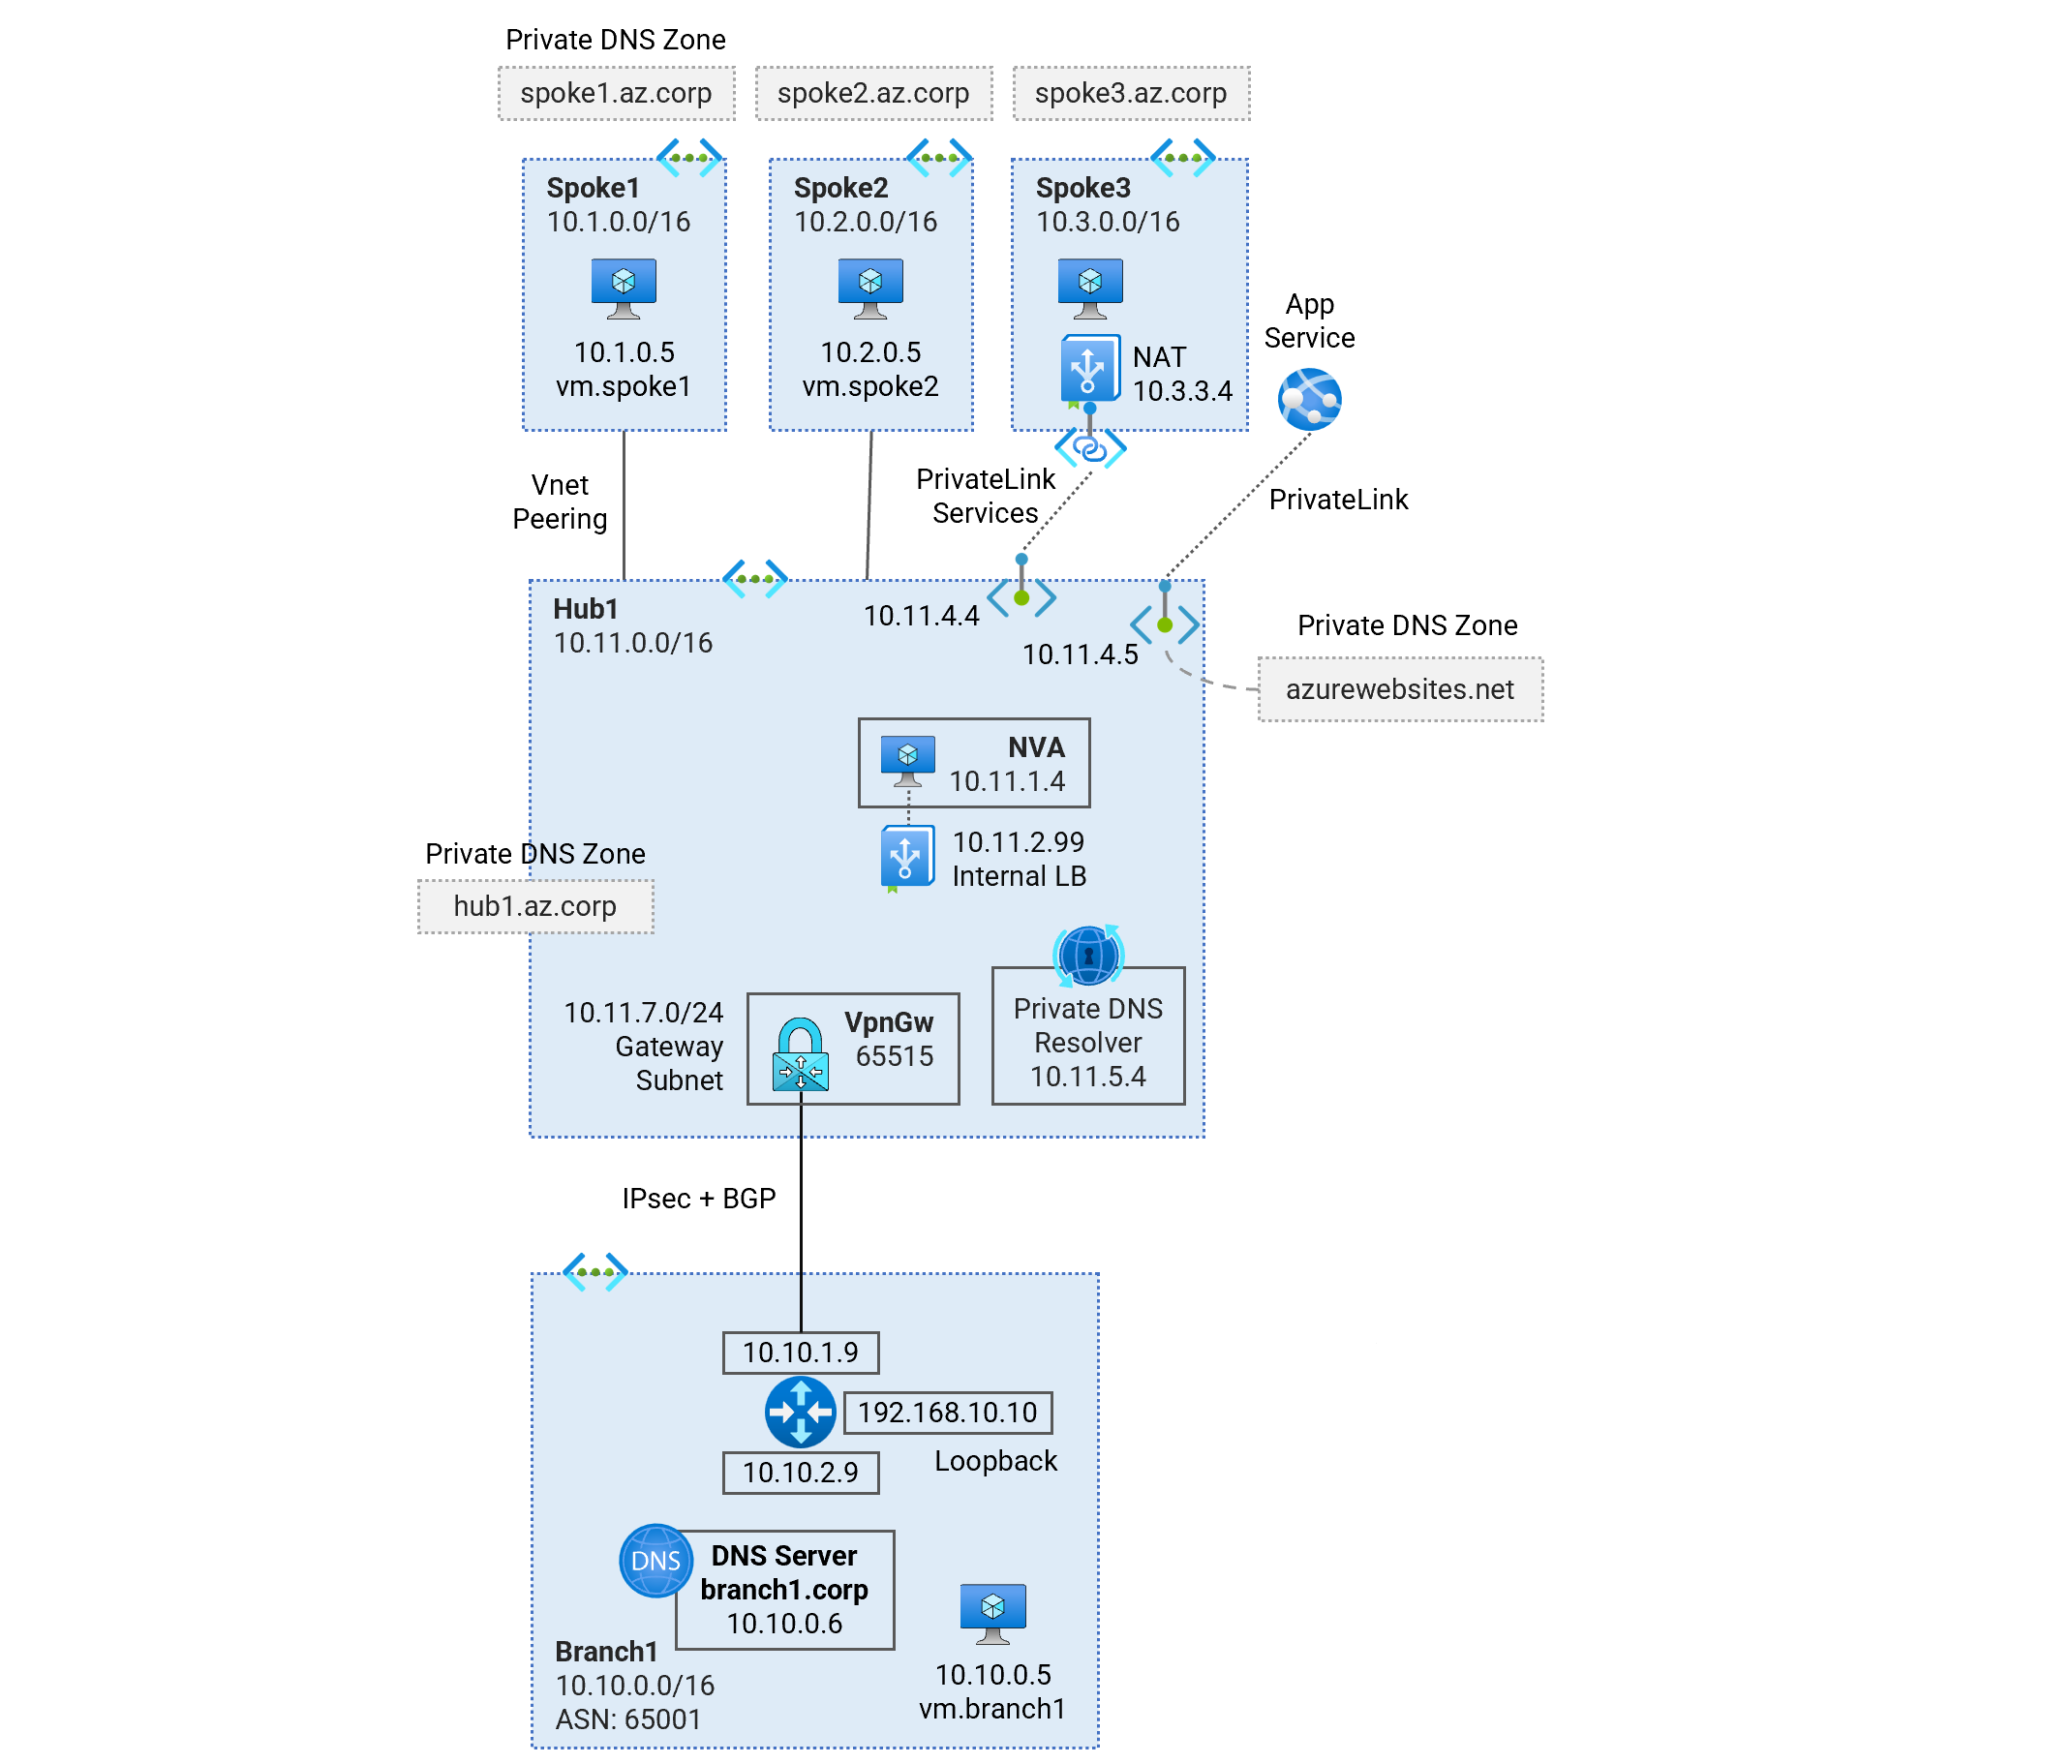 Private DNS Zone
spoke1.az.corp
spoke2.az.corp
spoke3.az.corp
Spoke1
10.1.0.0/16
10.1.0.5
vm.spoke1
Spoke2
10.2.0.0/16
10.2.0.5
vm.spoke2
Spoke3
10.3.0.0/16
NAT
10.3.3.4
App
Service
Vnet
Peering
PrivateLink
Services
PrivateLink
Hub1
10.11.0.0/16
10.11.4.4
10.11.4.5
Private DNS Zone
azurewebsites.net
NVA
10.11.1.4
10.11.2.99
Internal LB
Private DNS Zone
hub1.az.corp
10.11.7.0/24
Gateway
Subnet
VpnGw
65515
Private DNS
Resolver
10.11.5.4
IPsec + BGP
10.10.1.9
192.168.10.10
Loopback
10.10.2.9
DNS
DNS Server
branch1.corp
10.10.0.6
Branch1
10.10.0.0/16
ASN: 65001
10.10.0.5
vm.branch1